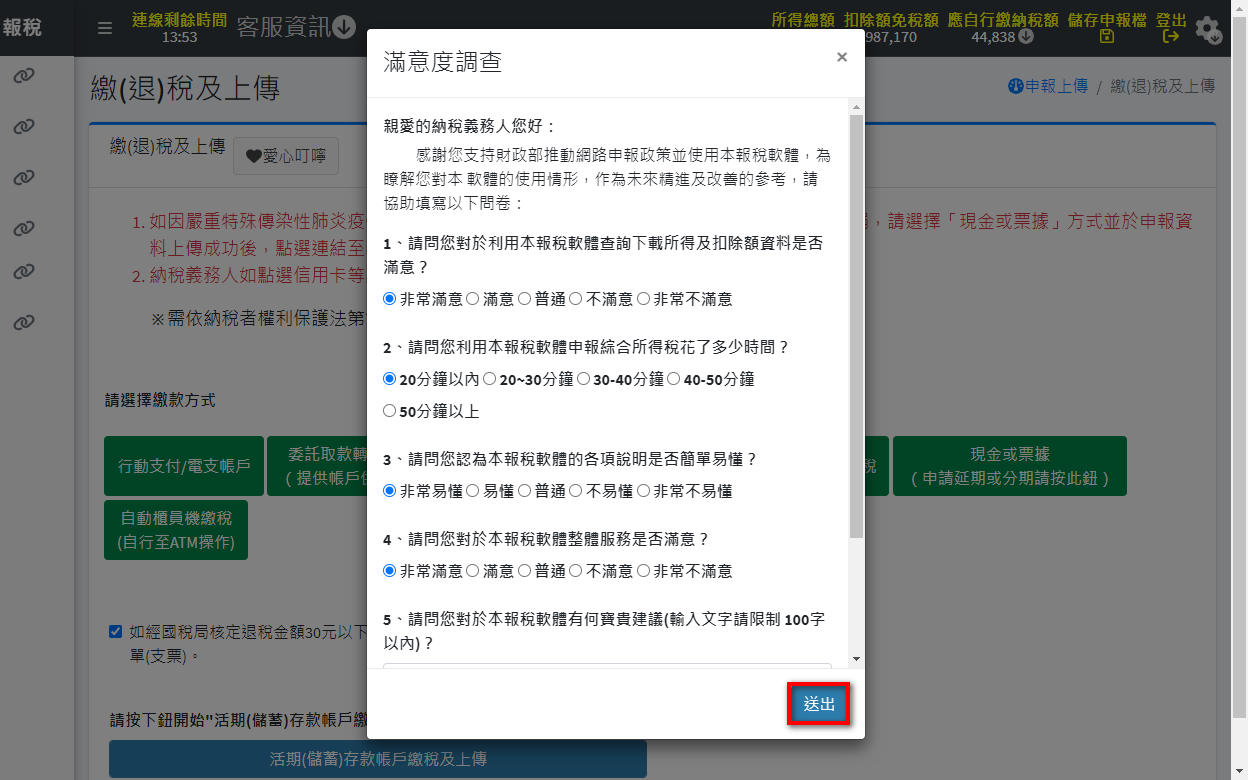 報稅
連線剩餘時間
13:53
客服資訊
所得總額 扣除額免稅額 應自行繳納稅額 儲存申報檔 登出
987,170
44,838
繳(退)稅及上傳
申報上傳 / 繳(退)稅及上傳
繳(退)稅及上傳
愛心叮嚀
1. 如因嚴重特殊傳染性肺炎疫
，請選擇「現金或票據」方式並於申報資
料上傳成功後，點選連結至
2. 納稅義務人如點選信用卡等
※需依納稅者權利保護法第
請選擇繳款方式
行動支付/電支帳戶
委託取款轉
(提供帳戶
稅
現金或票據
(申請延期或分期請按此鈕)
自動櫃員機繳稅
(自行至ATM操作)
如經國稅局核定退稅金額30元以下
單(支票)。
請按下鈕開始"活期(儲蓄)存款帳戶繳
活期(儲蓄)存款帳戶繳稅及上傳
滿意度調查
×
親愛的納稅義務人您好：
感謝您支持財政部推動網路申報政策並使用本報稅軟體，為
瞭解您對本 軟體的使用情形，作為未來精進及改善的參考，請
協助填寫以下問卷：
1、請問您對於利用本報稅軟體查詢下載所得及扣除額資料是否
滿意？
非常滿意 滿意 普通 不滿意 非常不滿意
2、請問您利用本報稅軟體申報綜合所得稅花了多少時間？
20分鐘以內 20~30分鐘 30-40分鐘 40-50分鐘
50分鐘以上
3、請問您認為本報稅軟體的各項說明是否簡單易懂？
非常易懂 易懂 普通 不易懂 非常不易懂
4、請問您對於本報稅軟體整體服務是否滿意？
非常滿意 滿意 普通 不滿意 非常不滿意
5、請問您對於本報稅軟體有何寶貴建議(輸入文字請限制 100字
以內)？
送出